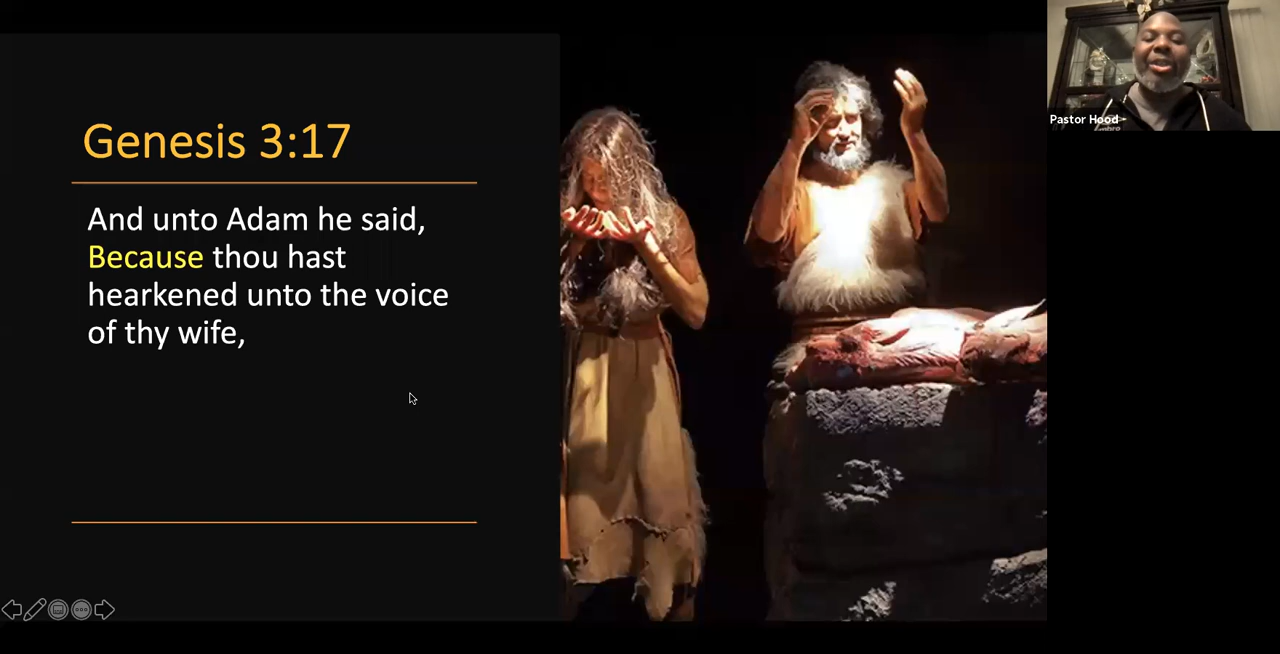 Genesis 3:17
And unto Adam he said,
Because thou hast
hearkened unto the voice
of thy wife,
Pastor Hood -